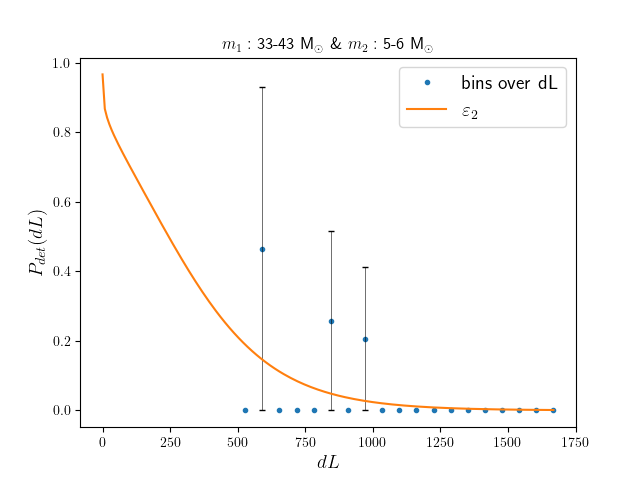 m₁ : 33-43 M☉ & m₂ : 5-6 M☉
bins over dL
ε₂
P_det(dL)
1.0
0.8
0.6
0.4
0.2
0.0
0 250 500 750 1000 1250 1500 1750
dL